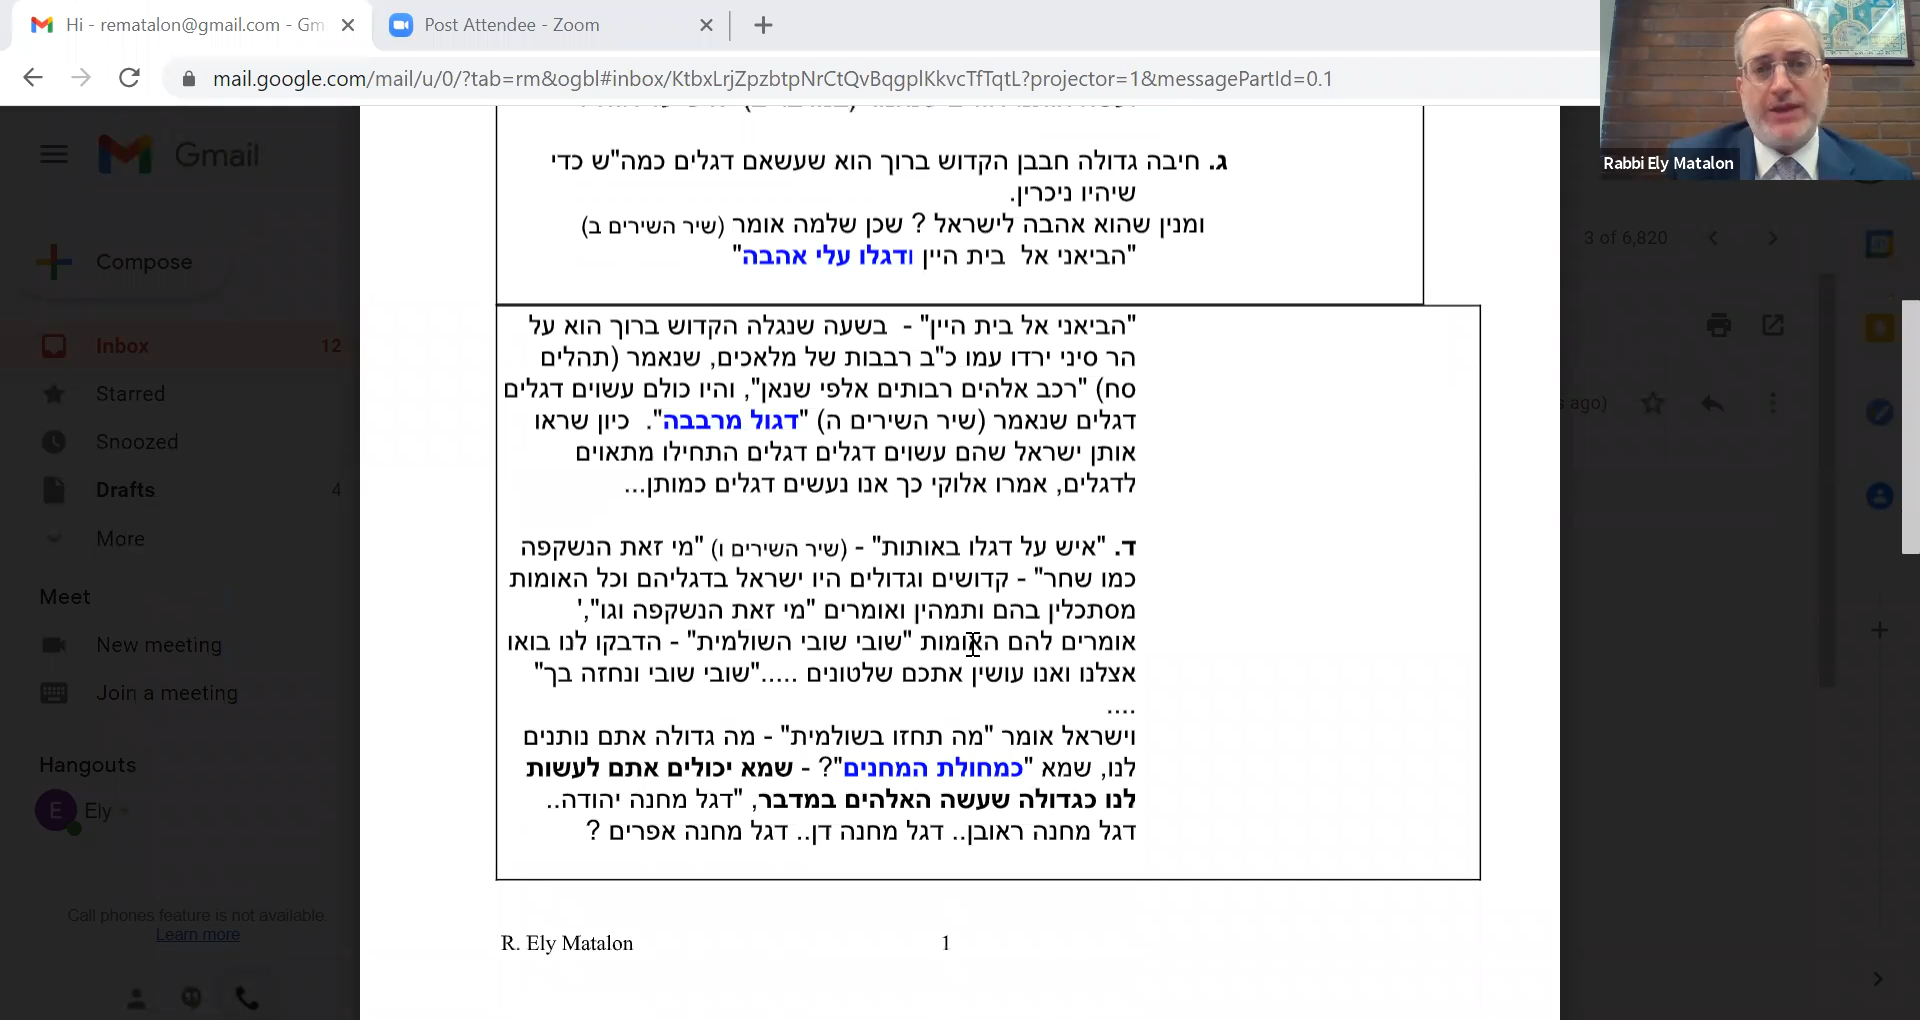 Hi - rematalon@gmail.com - Gm
Post Attendee - Zoom
mail.google.com/mail/u/0/?tab=rm&ogbl#inbox/KtbxLrjZpzbtpNrCtQvBqgplKkvcTfTqtL?projector=1&messagePartId=0.1
Rabbi Ely Matalon
Gmail
Compose
3 of 6,820
Inbox 12
Starred
Snoozed
Drafts 4
More
Meet
New meeting
Join a meeting
Hangouts
E Ely
Call phones feature is not available.
Learn more
s ago)
ג. חיבה גדולה חבבן הקדוש ברוך הוא שעשאם דגלים כמה"ש כדי
שיהיו ניכרין.
ומנין שהוא אהבה לישראל ? שכן שלמה אומר (שיר השירים ב)
"הביאני אל בית היין ודגלו עלי אהבה"
"הביאני אל בית היין" - בשעה שנגלה הקדוש ברוך הוא על
הר סיני ירדו עמו כ"ב רבבות של מלאכים, שנאמר (תהלים
סח) "רכב אלהים רבותים אלפי שנאן", והיו כולם עשוים דגלים
דגלים שנאמר (שיר השירים ה) "דגול מרבבה". כיון שראו
אותן ישראל שהם עשוים דגלים דגלים התחילו מתאוים
לדגלים, אמרו אלוקי כך אנו נעשים דגלים כמותן...
ד. "איש על דגלו באותות" - (שיר השירים ו) "מי זאת הנשקפה
כמו שחר" - קדושים וגדולים היו ישראל בדגליהם וכל האומות
מסתכלין בהם ותמהין ואומרים "מי זאת הנשקפה וגו",'
אומרים להם האומות "שובי שובי השולמית" - הדבקו לנו בואו
אצלנו ואנו עושין אתכם שלטונים ....."שובי שובי ונחזה בך"
....
וישראל אומר "מה תחזו בשולמית" - מה גדולה אתם נותנים
לנו, שמא "כמחולת המחנים"? - שמא יכולים אתם לעשות
לנו כגדולה שעשה האלהים במדבר, "דגל מחנה יהודה..
דגל מחנה ראובן.. דגל מחנה דן.. דגל מחנה אפרים ?
R. Ely Matalon 1